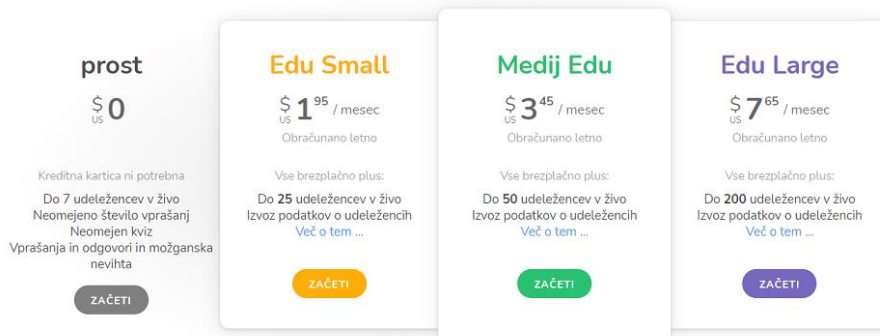 prost
$ US 0
Kreditna kartica ni potrebna
Do 7 udeležencev v živo
Neomejeno število vprašanj
Neomejen kviz
Vprašanja in odgovori in možganska
nevihta
ZAČETI
Edu Small
$ US 1 95 / mesec
Obračunano letno
Vse brezplačno plus:
Do 25 udeležencev v živo
Izvoz podatkov o udeležencih
Več o tem ...
ZAČETI
Medij Edu
$ US 3 45 / mesec
Obračunano letno
Vse brezplačno plus:
Do 50 udeležencev v živo
Izvoz podatkov o udeležencih
Več o tem ...
ZAČETI
Edu Large
$ US 7 65 / mesec
Obračunano letno
Vse brezplačno plus:
Do 200 udeležencev v živo
Izvoz podatkov o udeležencih
Več o tem ...
ZAČETI